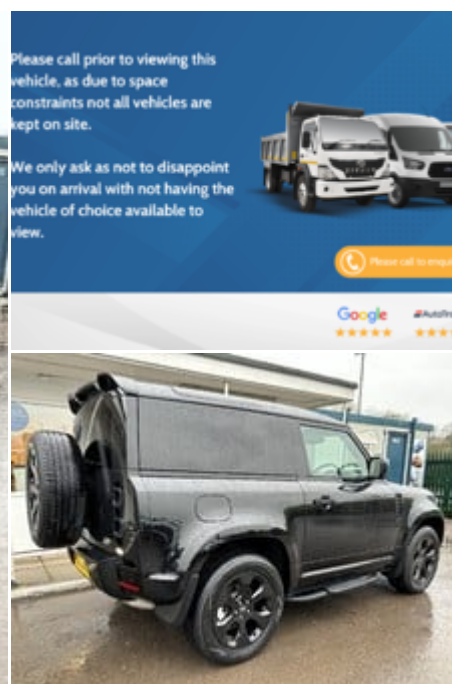 Please call prior to viewing this
vehicle, as due to space
constraints not all vehicles are
kept on site.
We only ask as not to disappoint
you on arrival with not having the
vehicle of choice available to
view.
Please call to enqui
Google
AutoTr